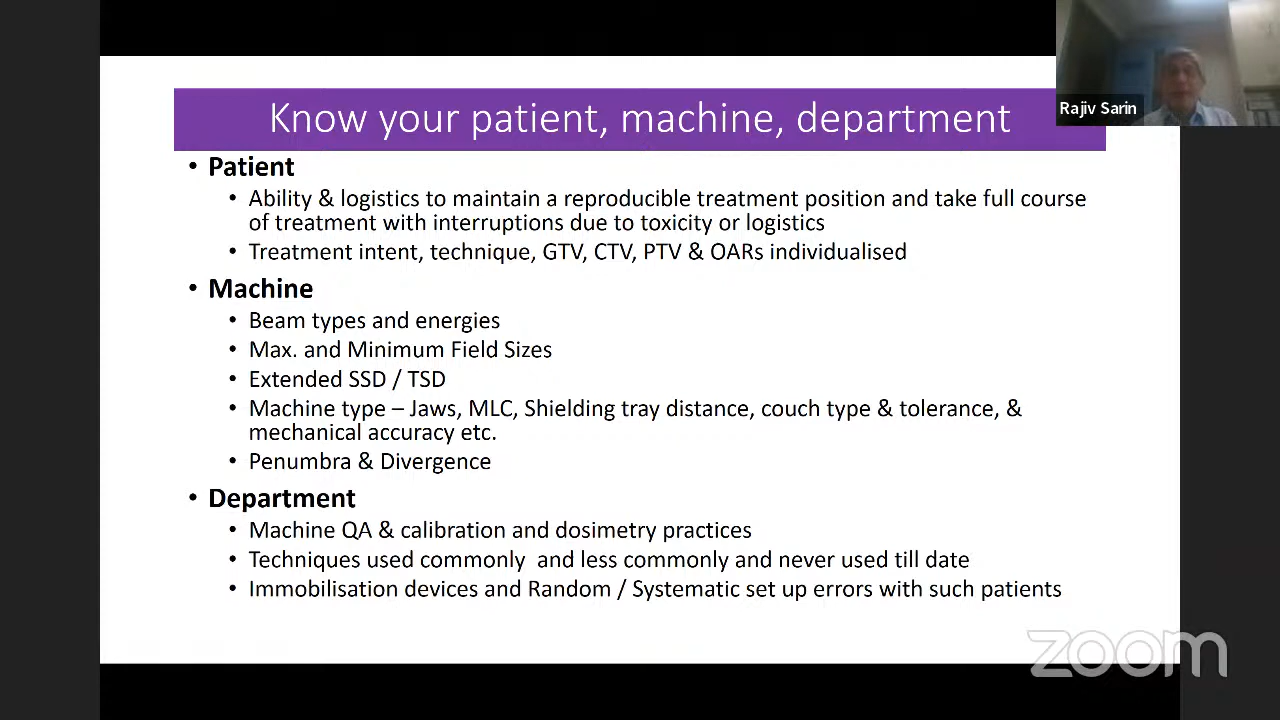 Know your patient, machine, department
Rajiv Sarin
• Patient
• Ability & logistics to maintain a reproducible treatment position and take full course
of treatment with interruptions due to toxicity or logistics
• Treatment intent, technique, GTV, CTV, PTV & OARs individualised
• Machine
• Beam types and energies
• Max. and Minimum Field Sizes
• Extended SSD / TSD
• Machine type – Jaws, MLC, Shielding tray distance, couch type & tolerance, &
mechanical accuracy etc.
• Penumbra & Divergence
• Department
• Machine QA & calibration and dosimetry practices
• Techniques used commonly  and less commonly and never used till date
• Immobilisation devices and Random / Systematic set up errors with such patients
zoom